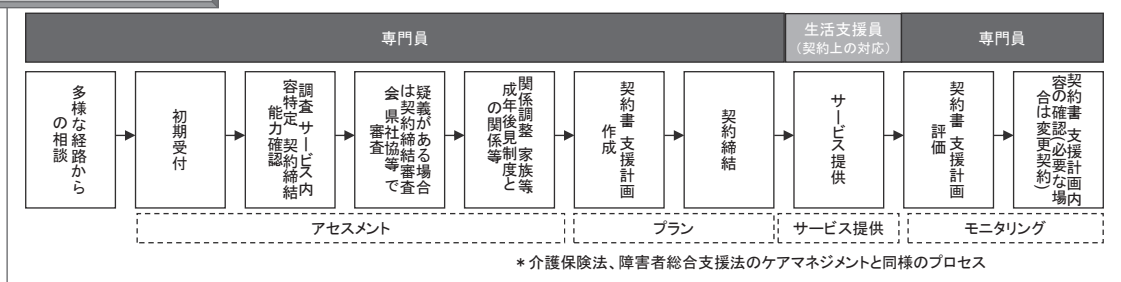 専門員
生活支援員
(契約上の対応)
専門員
多様な経路から
の相談
初期受付
調査 サービス内
容特定 契約締結
能力確認
疑義がある場合
は契約締結審査
会 県社協等で
審査
関係調整 家族等
成年後見制度と
の関係等
契約書 支援計画
作成
契約締結
サービス提供
契約書 支援計画
評価
契約書 支援計画内
容の確認(必要な場
合は変更契約)
アセスメント
プラン
サービス提供
モニタリング
*介護保険法、障害者総合支援法のケアマネジメントと同様のプロセス